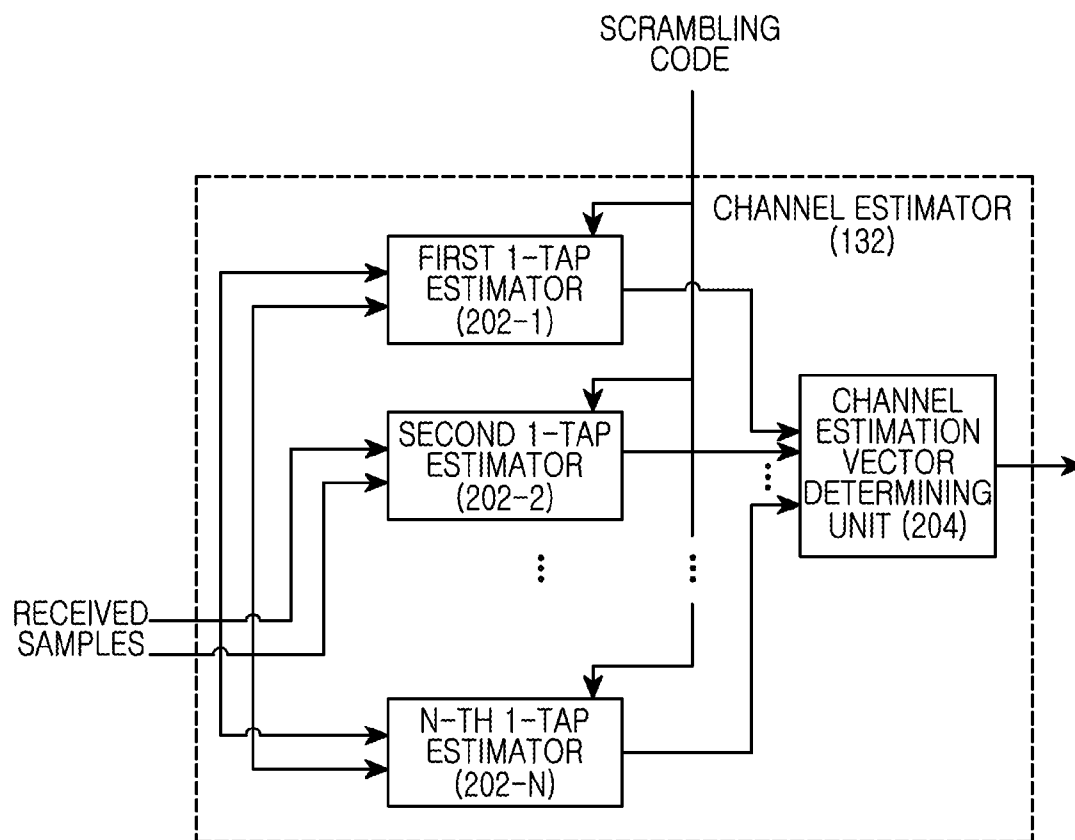 SCRAMBLING
CODE
CHANNEL ESTIMATOR
(132)
FIRST 1-TAP
ESTIMATOR
(202-1)
SECOND 1-TAP
ESTIMATOR
(202-2)
CHANNEL
ESTIMATION
VECTOR
DETERMINING
UNIT (204)
RECEIVED
SAMPLES
N-TH 1-TAP
ESTIMATOR
(202-N)